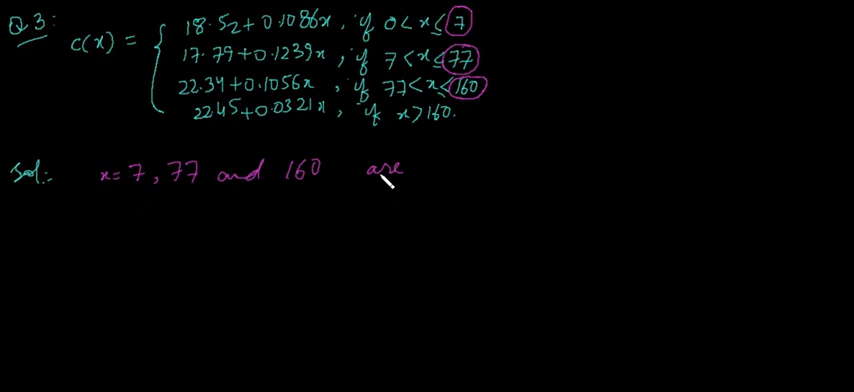 Q 3:
c(x) = { 18.52+0.1086x, if 0<x≤7
17.79+0.1239x, if 7<x≤77
22.34+0.1056x, if 77<x≤160
22.45+0.0321x, if x>160.
Sol:- x=7, 77 and 160 are